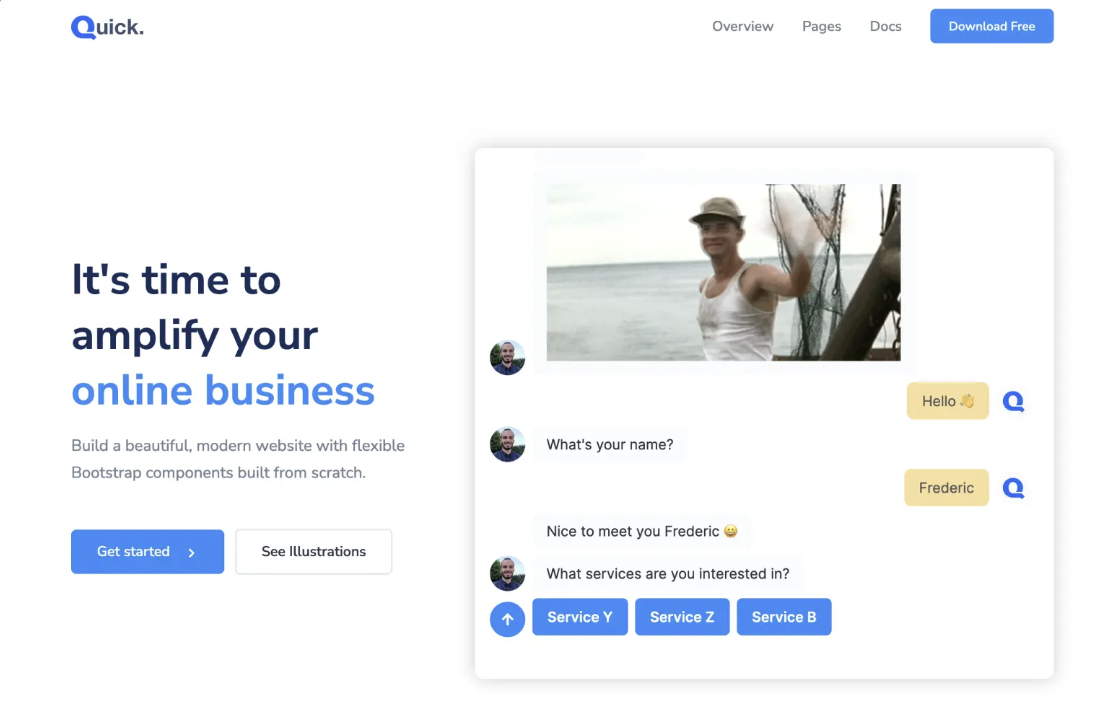 Quick.
Overview Pages Docs Download Free
It's time to
amplify your
online business
Build a beautiful, modern website with flexible
Bootstrap components built from scratch.
Get started
See Illustrations
Hello 👋
What's your name?
Frederic
Nice to meet you Frederic 😀
What services are you interested in?
Service Y Service Z Service B